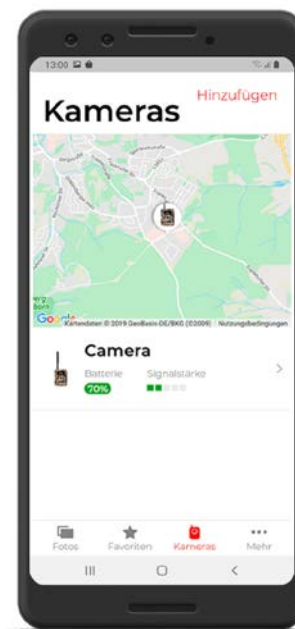 13:00
Hinzufügen
Kameras
Google
Kartendaten © 2019 GeoBasis-DE/BKG (©2009)
Nutzungsbedingungen
Camera
Batterie Signalstärke
70%
Fotos Favoriten Kameras Mehr